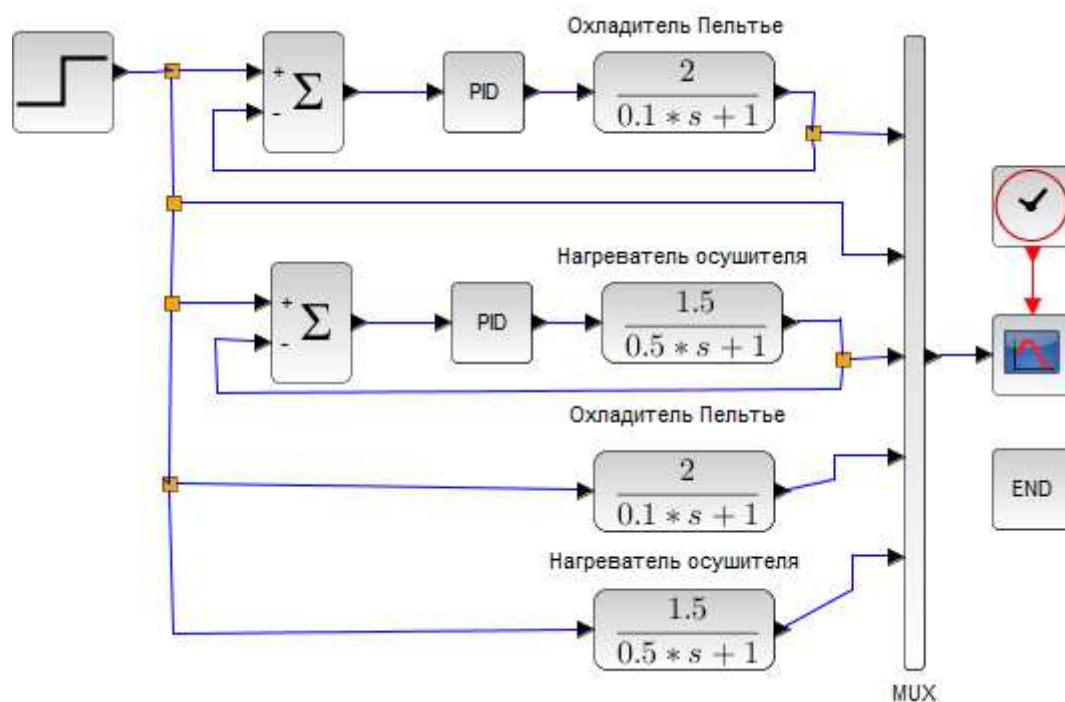 Охладитель Пельтье
+
-
Σ
PID
2
0.1 * s + 1
Нагреватель осушителя
+
-
Σ
PID
1.5
0.5 * s + 1
Охладитель Пельтье
2
0.1 * s + 1
END
Нагреватель осушителя
1.5
0.5 * s + 1
MUX